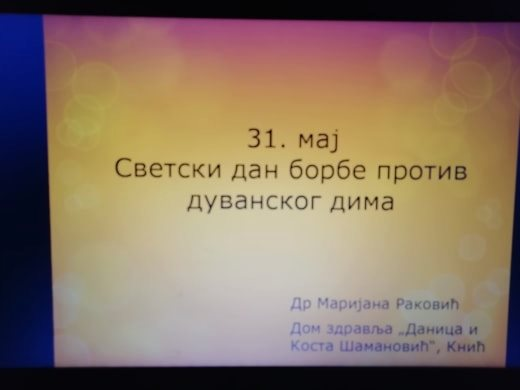 31. мај
Светски дан борбе против
дуванског дима
Др Маријана Раковић
Дом здравља „Даница и
Коста Шамановић“, Кнић